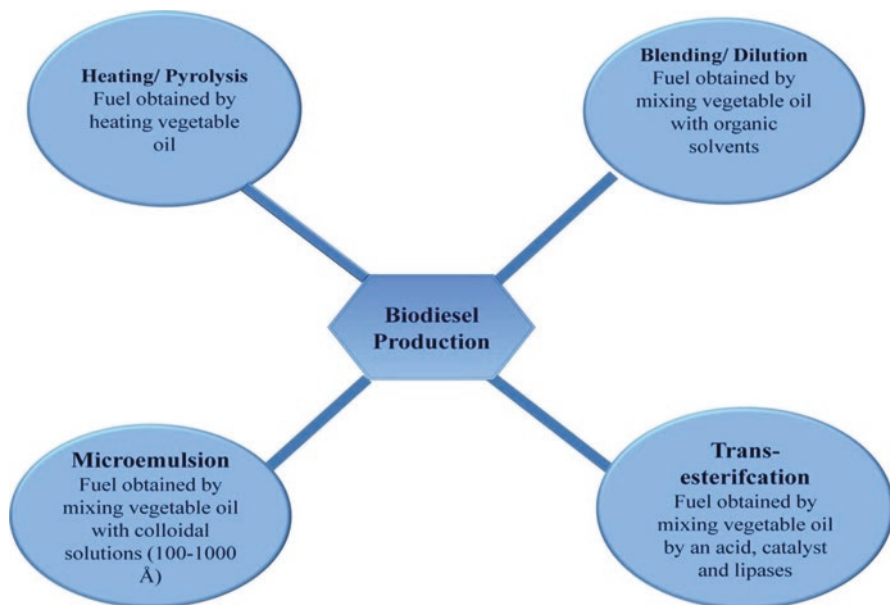 Heating/ Pyrolysis
Fuel obtained by
heating vegetable
oil
Blending/ Dilution
Fuel obtained by
mixing vegetable oil
with organic
solvents
Biodiesel
Production
Microemulsion
Fuel obtained by
mixing vegetable oil
with colloidal
solutions (100-1000
Å)
Trans-
esterifcation
Fuel obtained by
mixing vegetable oil
by an acid, catalyst
and lipases